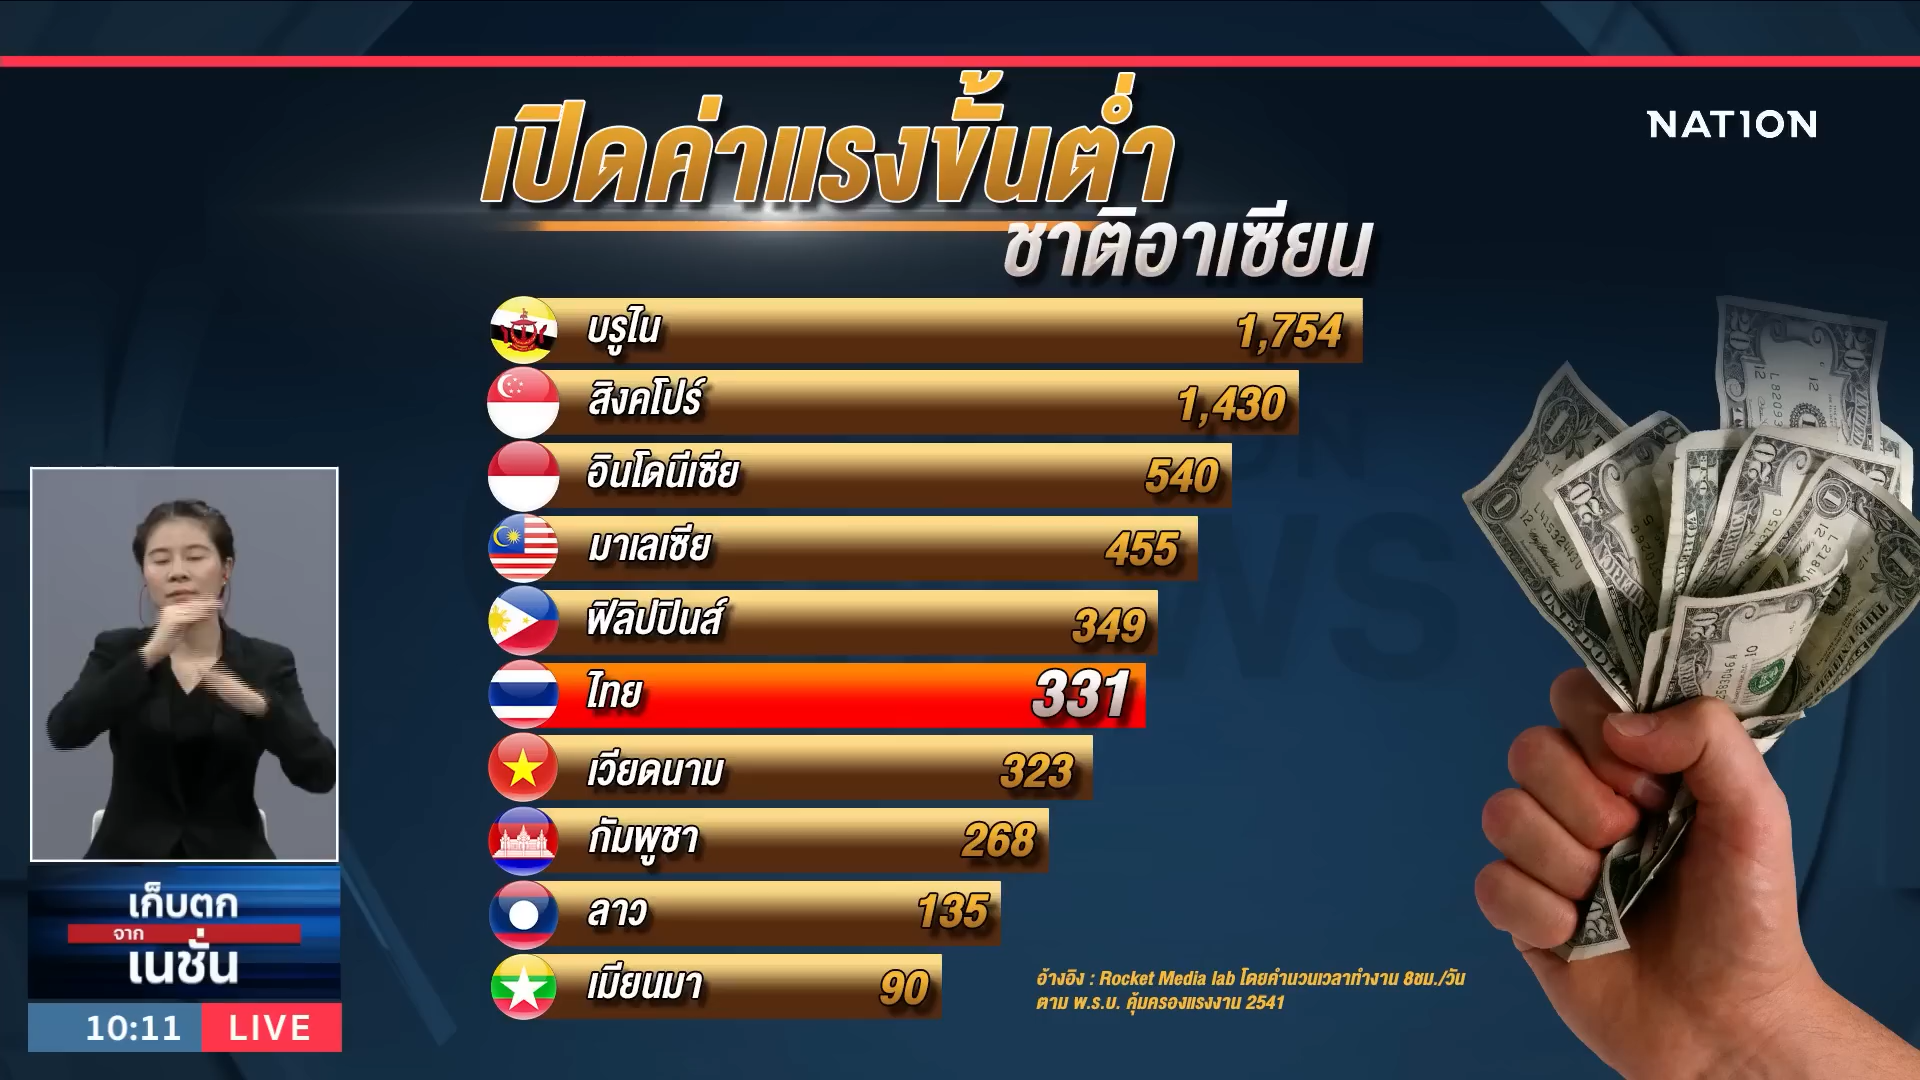 NATION
เปิดค่าแรงขั้นต่ำ
ชาติอาเซียน
บรูไน 1,754
สิงคโปร์ 1,430
อินโดนีเซีย 540
มาเลเซีย 455
ฟิลิปปินส์ 349
ไทย 331
เวียดนาม 323
กัมพูชา 268
ลาว 135
เมียนมา 90
อ้างอิง : Rocket Media lab โดยคำนวนเวลาทำงาน 8ชม./วัน
ตาม พ.ร.บ. คุ้มครองแรงงาน 2541
เก็บตก
จาก
เนชั่น
10:11 LIVE